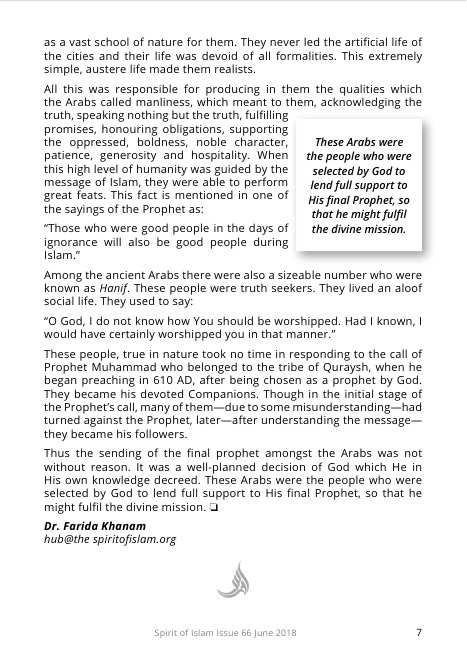 as a vast school of nature for them. They never led the artificial life of
the cities and their life was devoid of all formalities. This extremely
simple, austere life made them realists.
All this was responsible for producing in them the qualities which
the Arabs called manliness, which meant to them, acknowledging the
truth, speaking nothing but the truth, fulfilling
promises, honouring obligations, supporting
the oppressed, boldness, noble character,
patience, generosity and hospitality. When
this high level of humanity was guided by the
message of Islam, they were able to perform
great feats. This fact is mentioned in one of
the sayings of the Prophet as:
“Those who were good people in the days of
ignorance will also be good people during
Islam.”
These Arabs were
the people who were
selected by God to
lend full support to
His final Prophet, so
that he might fulfil
the divine mission.
Among the ancient Arabs there were also a sizeable number who were
known as Hanif. These people were truth seekers. They lived an aloof
social life. They used to say:
“O God, I do not know how You should be worshipped. Had I known, I
would have certainly worshipped you in that manner.”
These people, true in nature took no time in responding to the call of
Prophet Muhammad who belonged to the tribe of Quraysh, when he
began preaching in 610 AD, after being chosen as a prophet by God.
They became his devoted Companions. Though in the initial stage of
the Prophet’s call, many of them—due to some misunderstanding—had
turned against the Prophet, later—after understanding the message—
they became his followers.
Thus the sending of the final prophet amongst the Arabs was not
without reason. It was a well-planned decision of God which He in
His own knowledge decreed. These Arabs were the people who were
selected by God to lend full support to His final Prophet, so that he
might fulfil the divine mission. ❑
Dr. Farida Khanam
hub@the spiritofislam.org
Spirit of Islam Issue 66 June 2018 7